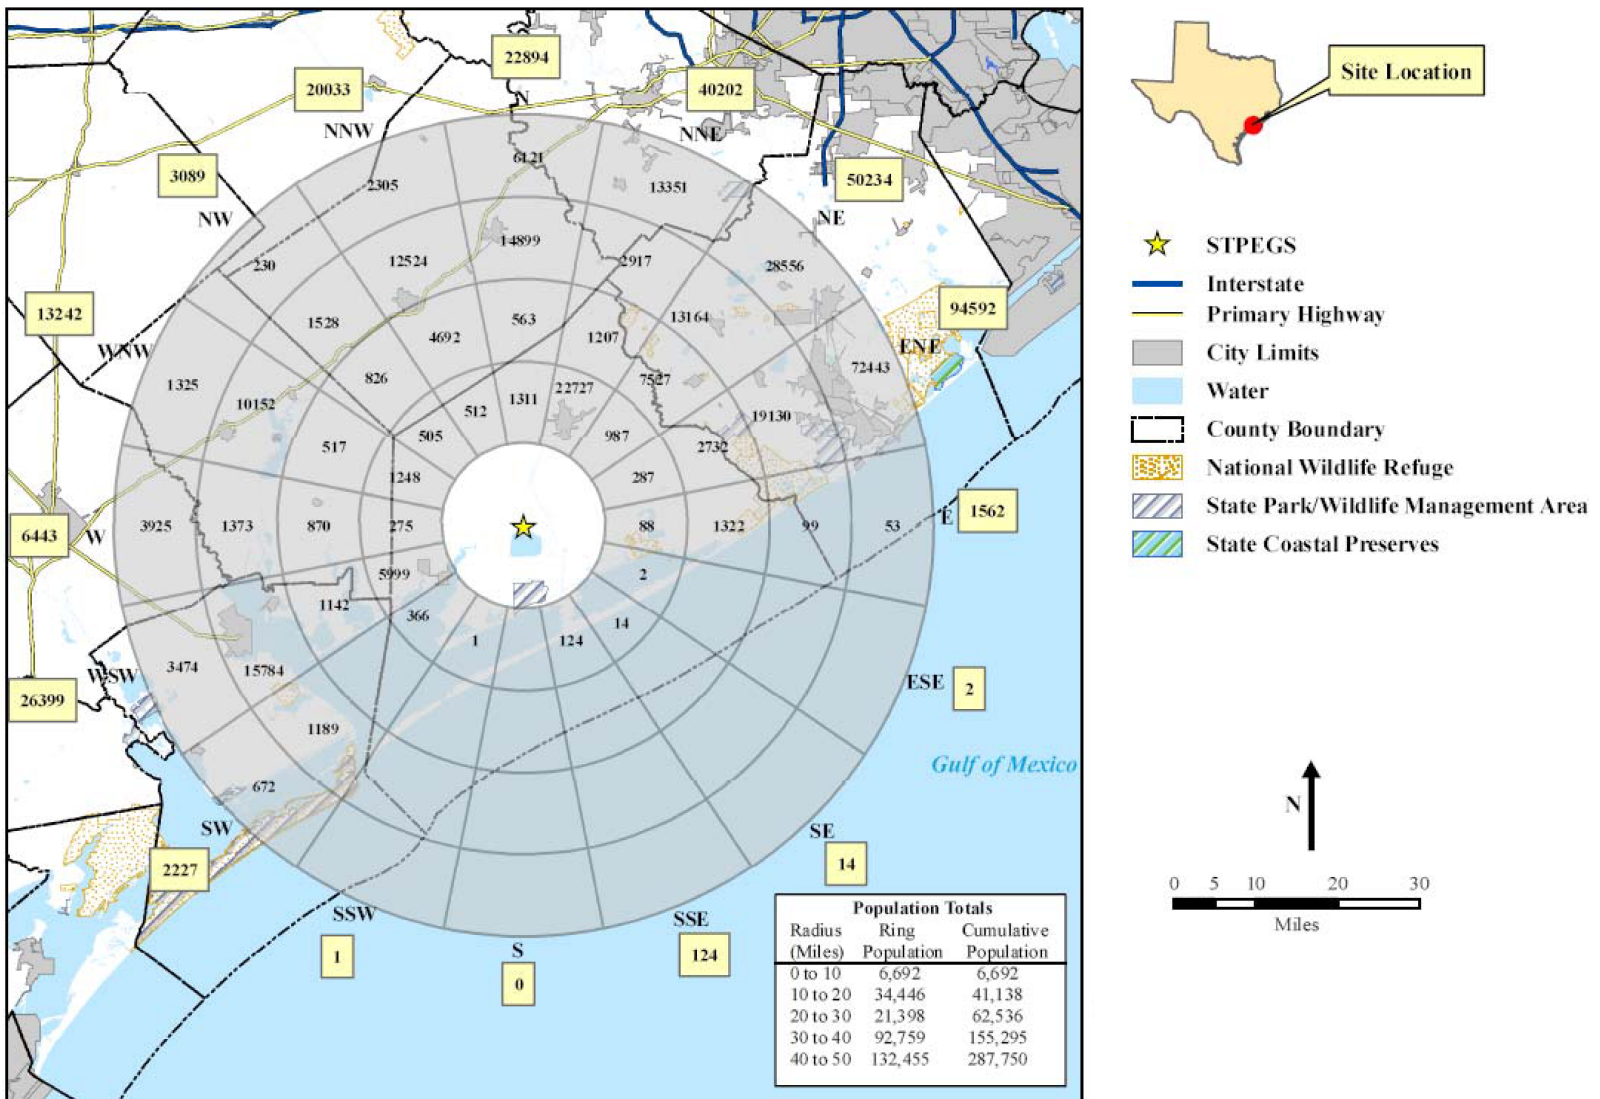 22894
20033
40202
N
NNW
NNE
6121
3089
2305
13351
50234
NW
NE
14899
230
12524
2917
28556
13242
1528
563
13164
94592
4692
1207
WNW
ENE
1325
826
7527
72443
10152
512
1311
22727
19130
517
505
987
2732
1248
287
6443
W
3925
1373
870
275
88
1322
99
53
E
1562
5999
2
1142
366
1
124
14
3474
15784
WSW
26399
ESE
2
1189
Gulf of Mexico
672
SW
SE
2227
14
SSW
SSE
1
S
124
0
Population Totals
Radius Ring Cumulative
(Miles) Population Population
0 to 10 6,692 6,692
10 to 20 34,446 41,138
20 to 30 21,398 62,536
30 to 40 92,759 155,295
40 to 50 132,455 287,750
Site Location
STPEGS
Interstate
Primary Highway
City Limits
Water
County Boundary
National Wildlife Refuge
State Park/Wildlife Management Area
State Coastal Preserves
N
0 5 10 20 30
Miles